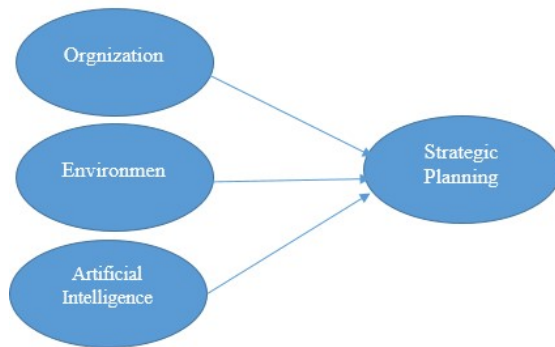 Orgnization
Environmen
Strategic
Planning
Artificial
Intelligence